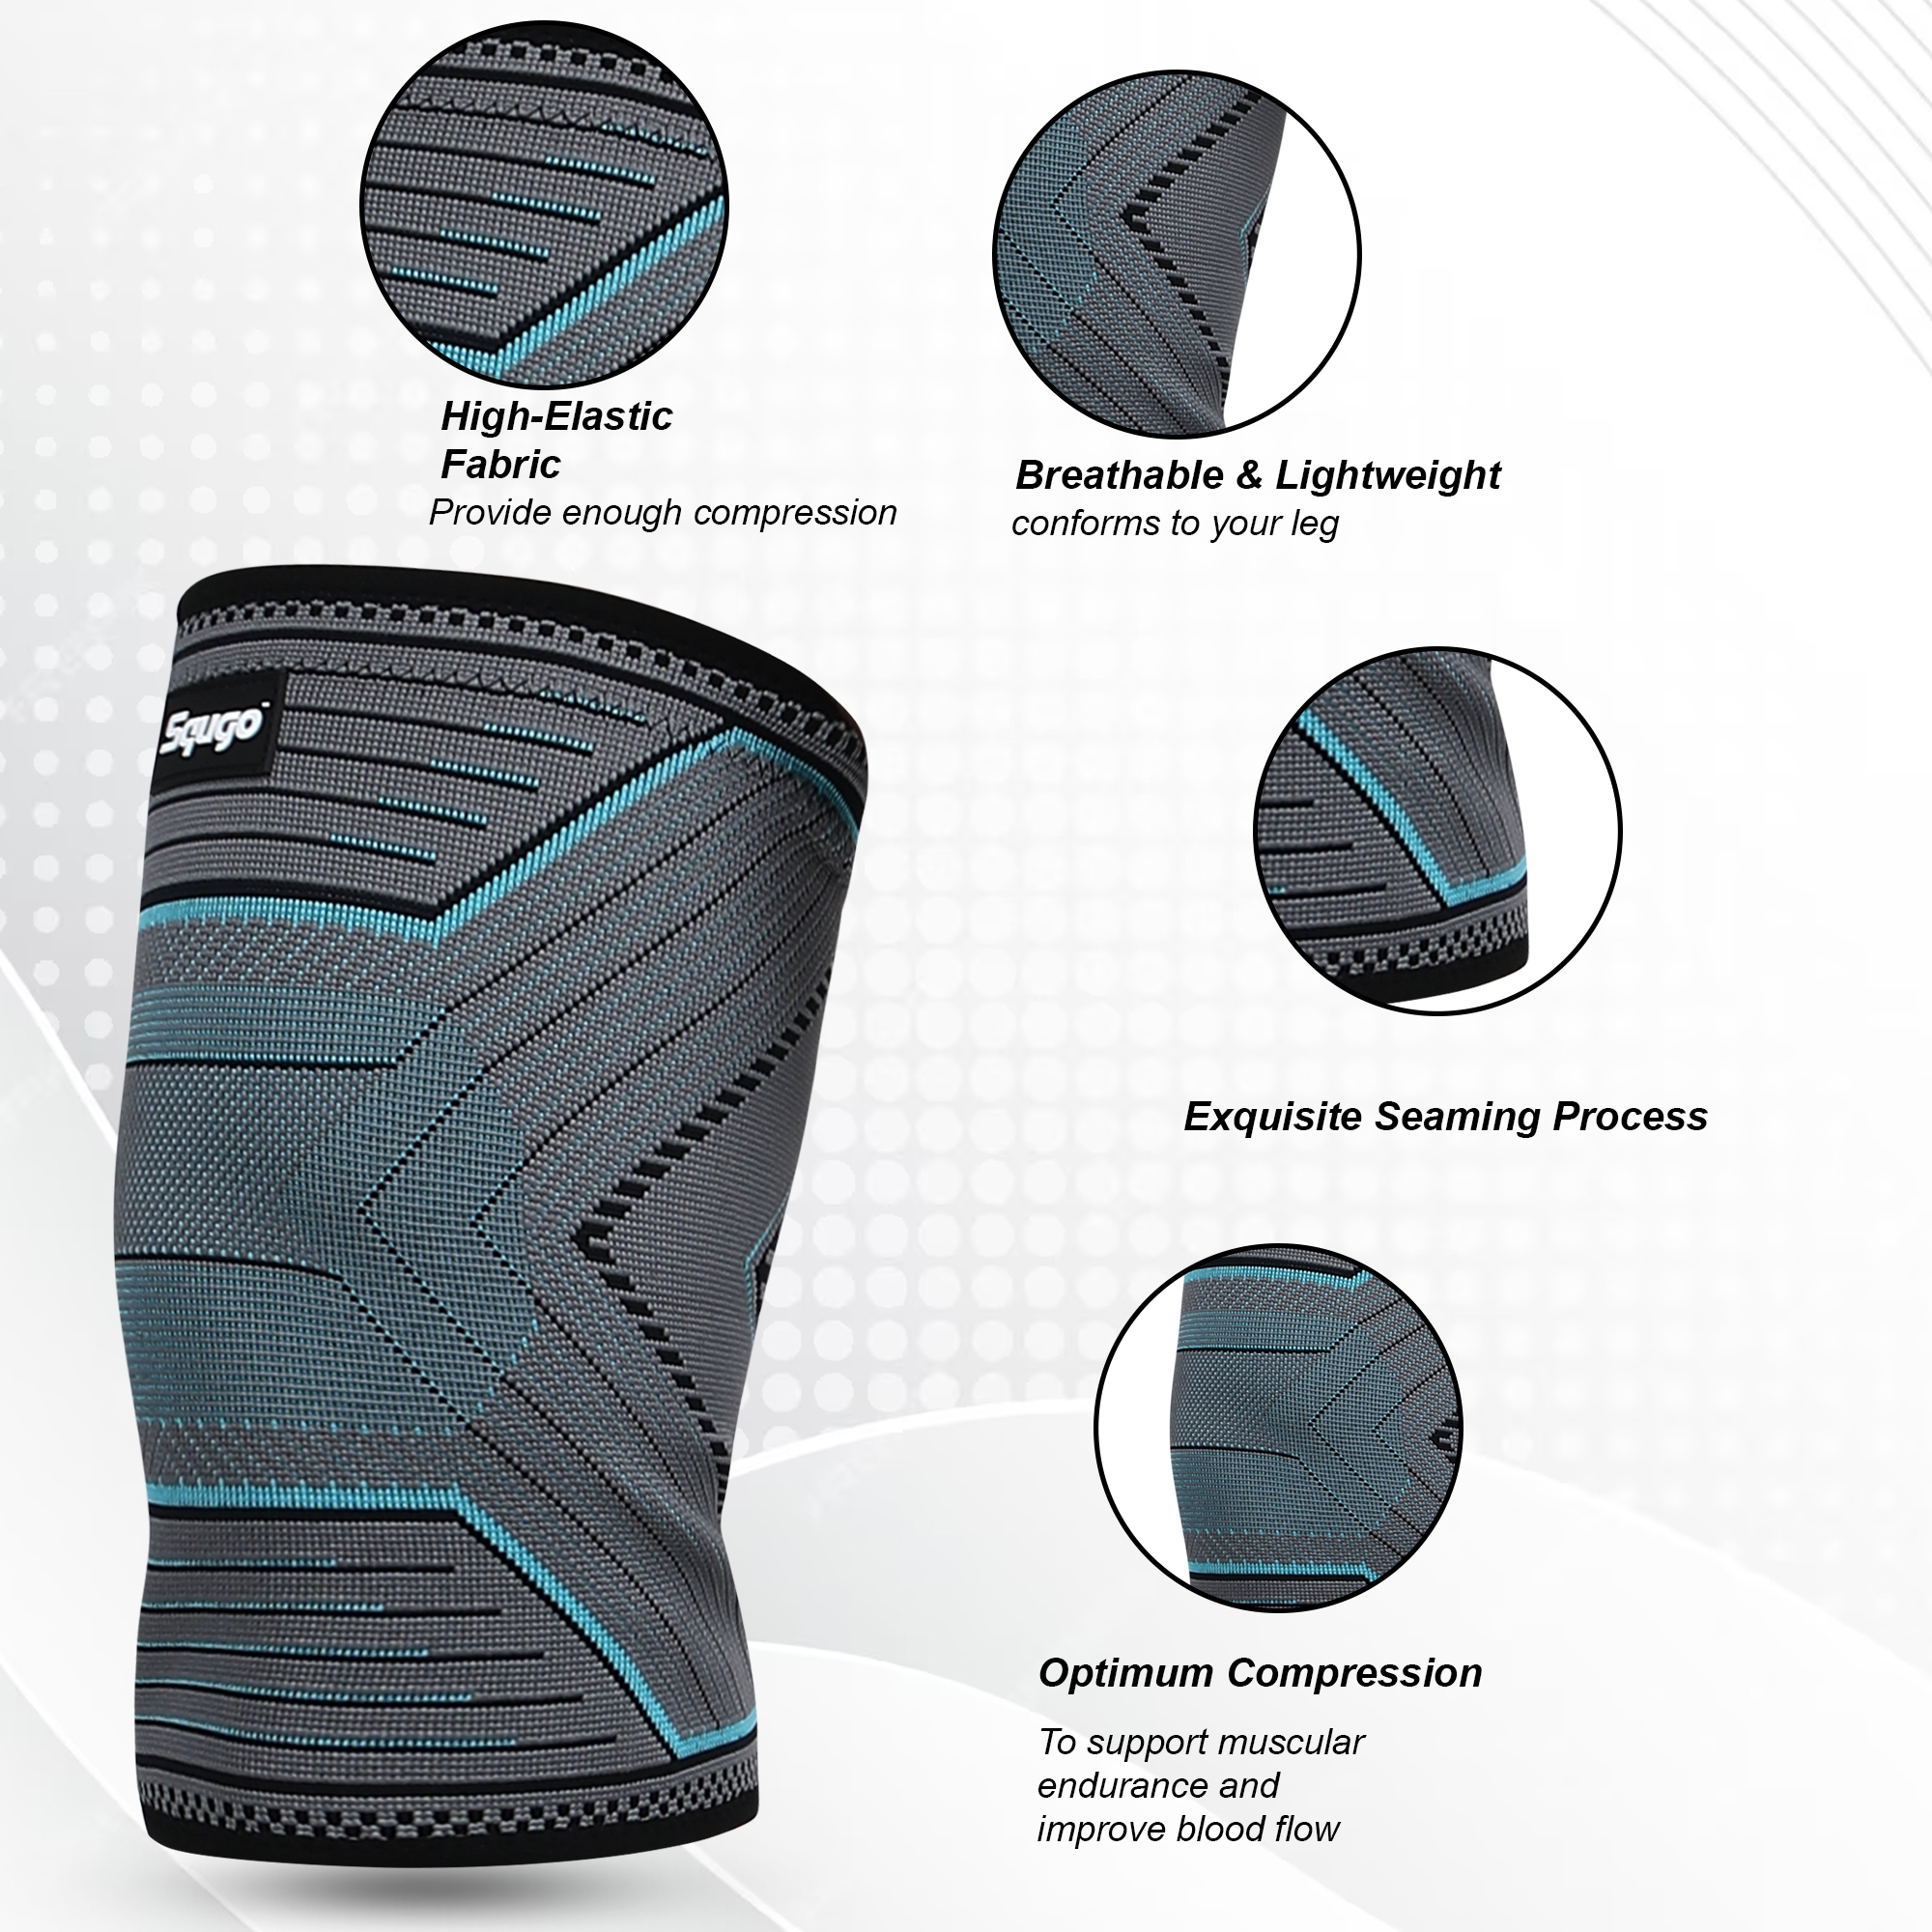 High-Elastic
Fabric
Provide enough compression
Breathable & Lightweight
conforms to your leg
Squgo™
Exquisite Seaming Process
Optimum Compression
To support muscular
endurance and
improve blood flow